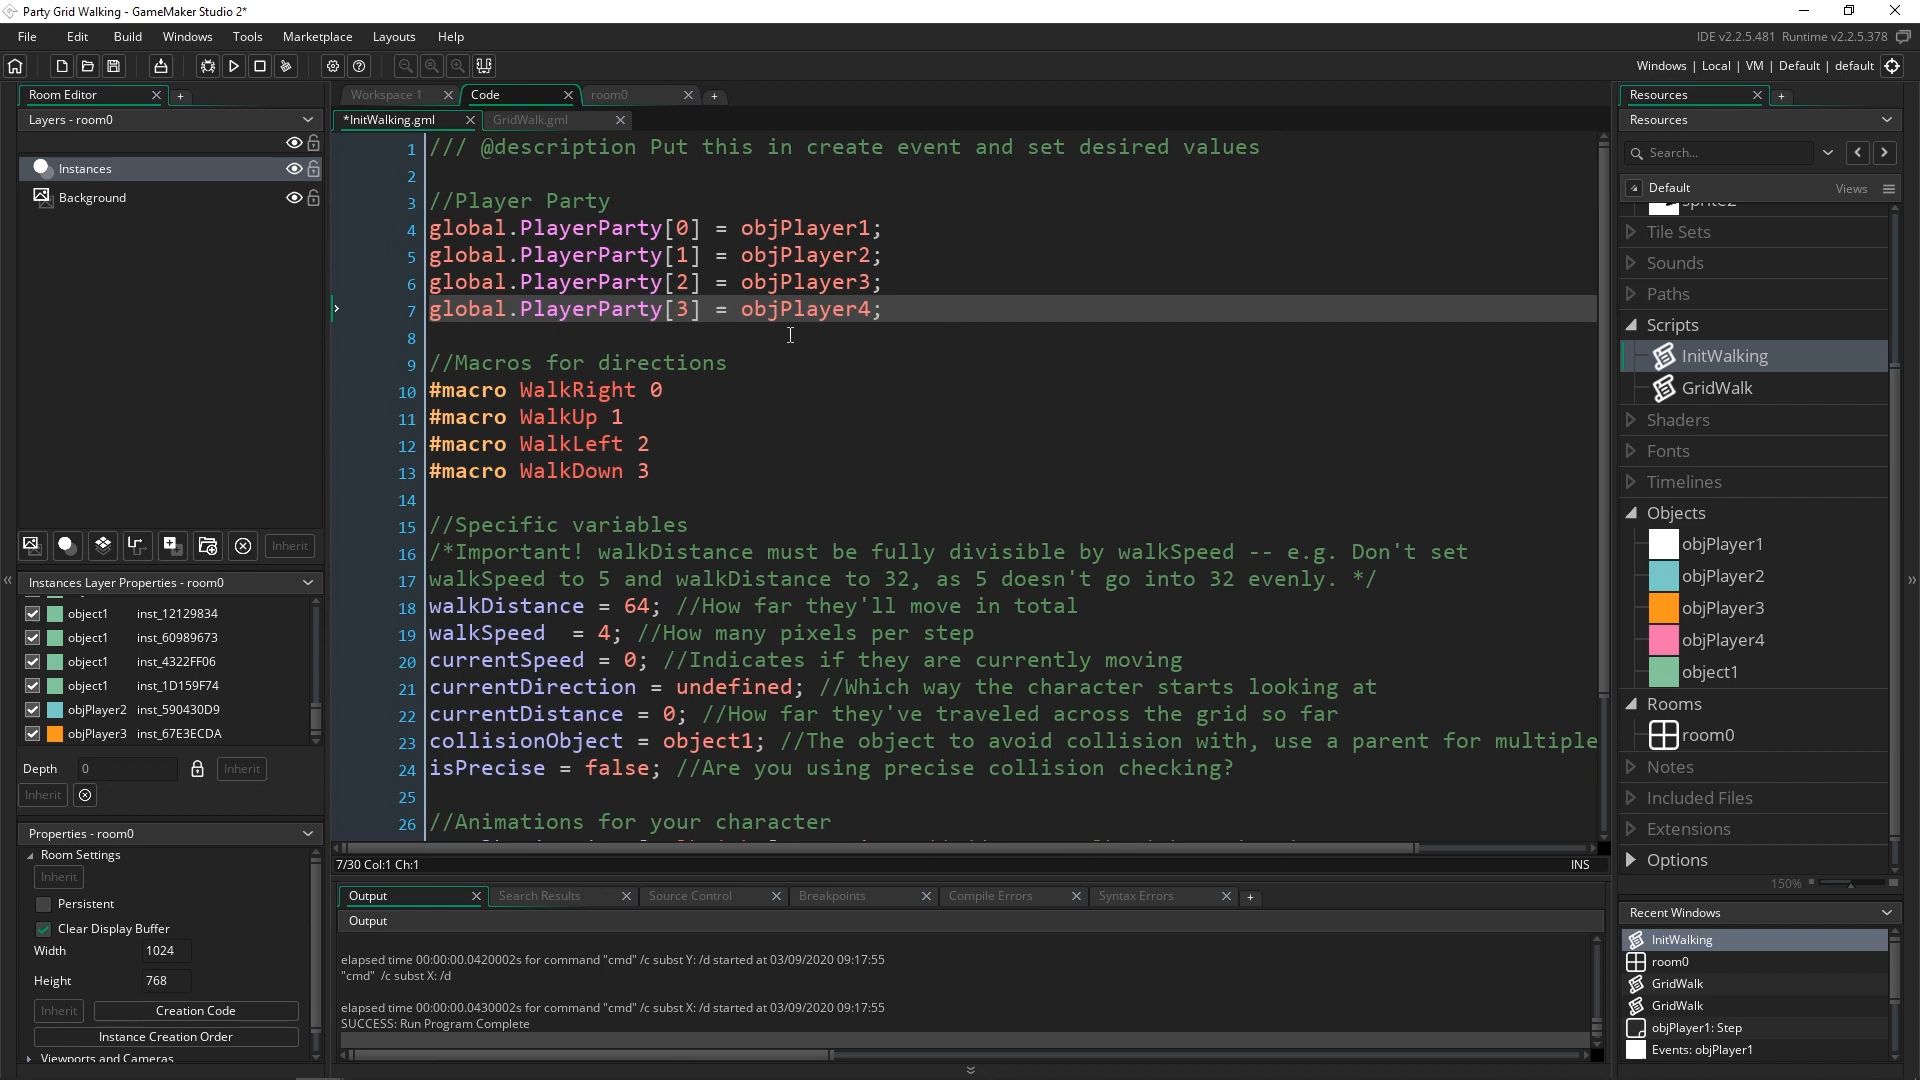 Party Grid Walking - GameMaker Studio 2*
File Edit Build Windows Tools Marketplace Layouts Help
IDE v2.2.5.481 Runtime v2.2.5.378
Windows | Local | VM | Default | default
Room Editor
Layers - room0
Instances
Background
Inherit
Instances Layer Properties - room0
object1 inst_12129834
object1 inst_60989673
object1 inst_4322FF06
object1 inst_1D159F74
objPlayer2 inst_590430D9
objPlayer3 inst_67E3ECDA
Depth 0 Inherit
Inherit
Properties - room0
Room Settings
Inherit
Persistent
Clear Display Buffer
Width 1024
Height 768
Inherit Creation Code
Instance Creation Order
Viewports and Cameras
Workspace 1 Code room0
*InitWalking.gml GridWalk.gml
1 /// @description Put this in create event and set desired values
2
3 //Player Party
4 global.PlayerParty[0] = objPlayer1;
5 global.PlayerParty[1] = objPlayer2;
6 global.PlayerParty[2] = objPlayer3;
7 global.PlayerParty[3] = objPlayer4;
8
9 //Macros for directions
10 #macro WalkRight 0
11 #macro WalkUp 1
12 #macro WalkLeft 2
13 #macro WalkDown 3
14
15 //Specific variables
16 /*Important! walkDistance must be fully divisible by walkSpeed -- e.g. Don't set
17 walkSpeed to 5 and walkDistance to 32, as 5 doesn't go into 32 evenly. */
18 walkDistance = 64; //How far they'll move in total
19 walkSpeed  = 4; //How many pixels per step
20 currentSpeed = 0; //Indicates if they are currently moving
21 currentDirection = undefined; //Which way the character starts looking at
22 currentDistance = 0; //How far they've traveled across the grid so far
23 collisionObject = object1; //The object to avoid collision with, use a parent for multiple
24 isPrecise = false; //Are you using precise collision checking?
25
26 //Animations for your character
7/30 Col:1 Ch:1 INS
Output Search Results Source Control Breakpoints Compile Errors Syntax Errors
Output
elapsed time 00:00:00.0420002s for command "cmd" /c subst Y: /d started at 03/09/2020 09:17:55
"cmd"  /c subst X: /d
elapsed time 00:00:00.0430002s for command "cmd" /c subst X: /d started at 03/09/2020 09:17:55
SUCCESS: Run Program Complete
Resources
Resources
Search...
Default Views
Tile Sets
Sounds
Paths
Scripts
InitWalking
GridWalk
Shaders
Fonts
Timelines
Objects
objPlayer1
objPlayer2
objPlayer3
objPlayer4
object1
Rooms
room0
Notes
Included Files
Extensions
Options
150%
Recent Windows
InitWalking
room0
GridWalk
GridWalk
objPlayer1: Step
Events: objPlayer1